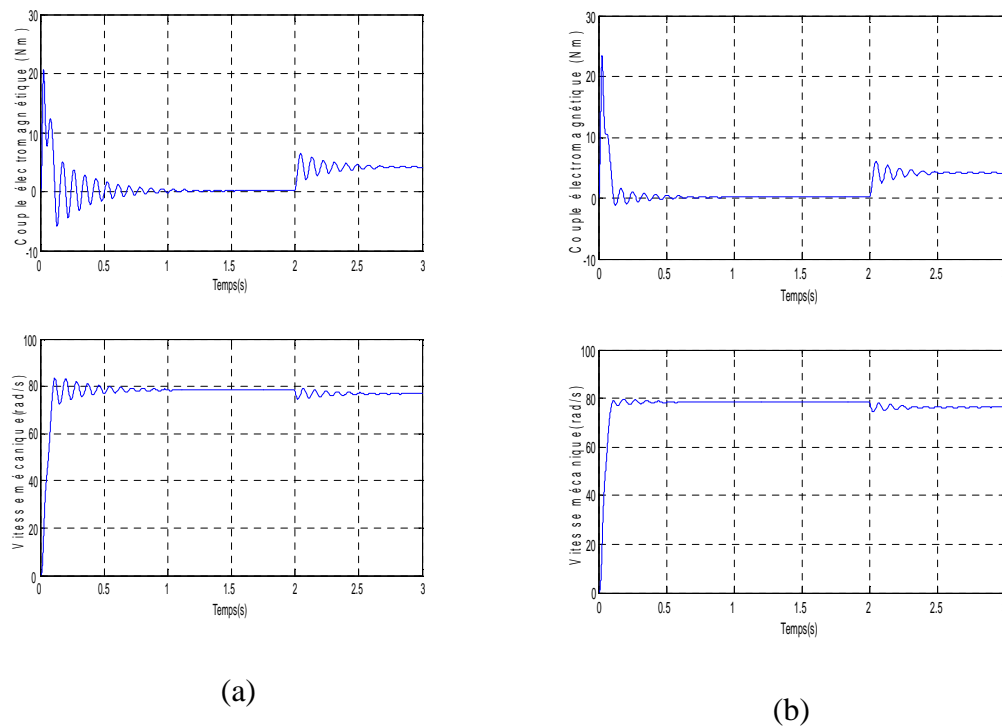 30
20
10
0
-10
Couple électromagnétique (Nm)
0 0.5 1 1.5 2 2.5 3
Temps(s)
100
80
60
40
20
0
Vitesse mécanique(rad/s)
0 0.5 1 1.5 2 2.5 3
Temps(s)
(a)
30
20
10
0
-10
Couple électromagnétique (Nm)
0 0.5 1 1.5 2 2.5
Temps(s)
100
80
60
40
20
0
Vitesse mécanique(rad/s)
0 0.5 1 1.5 2 2.5
Temps(s)
(b)